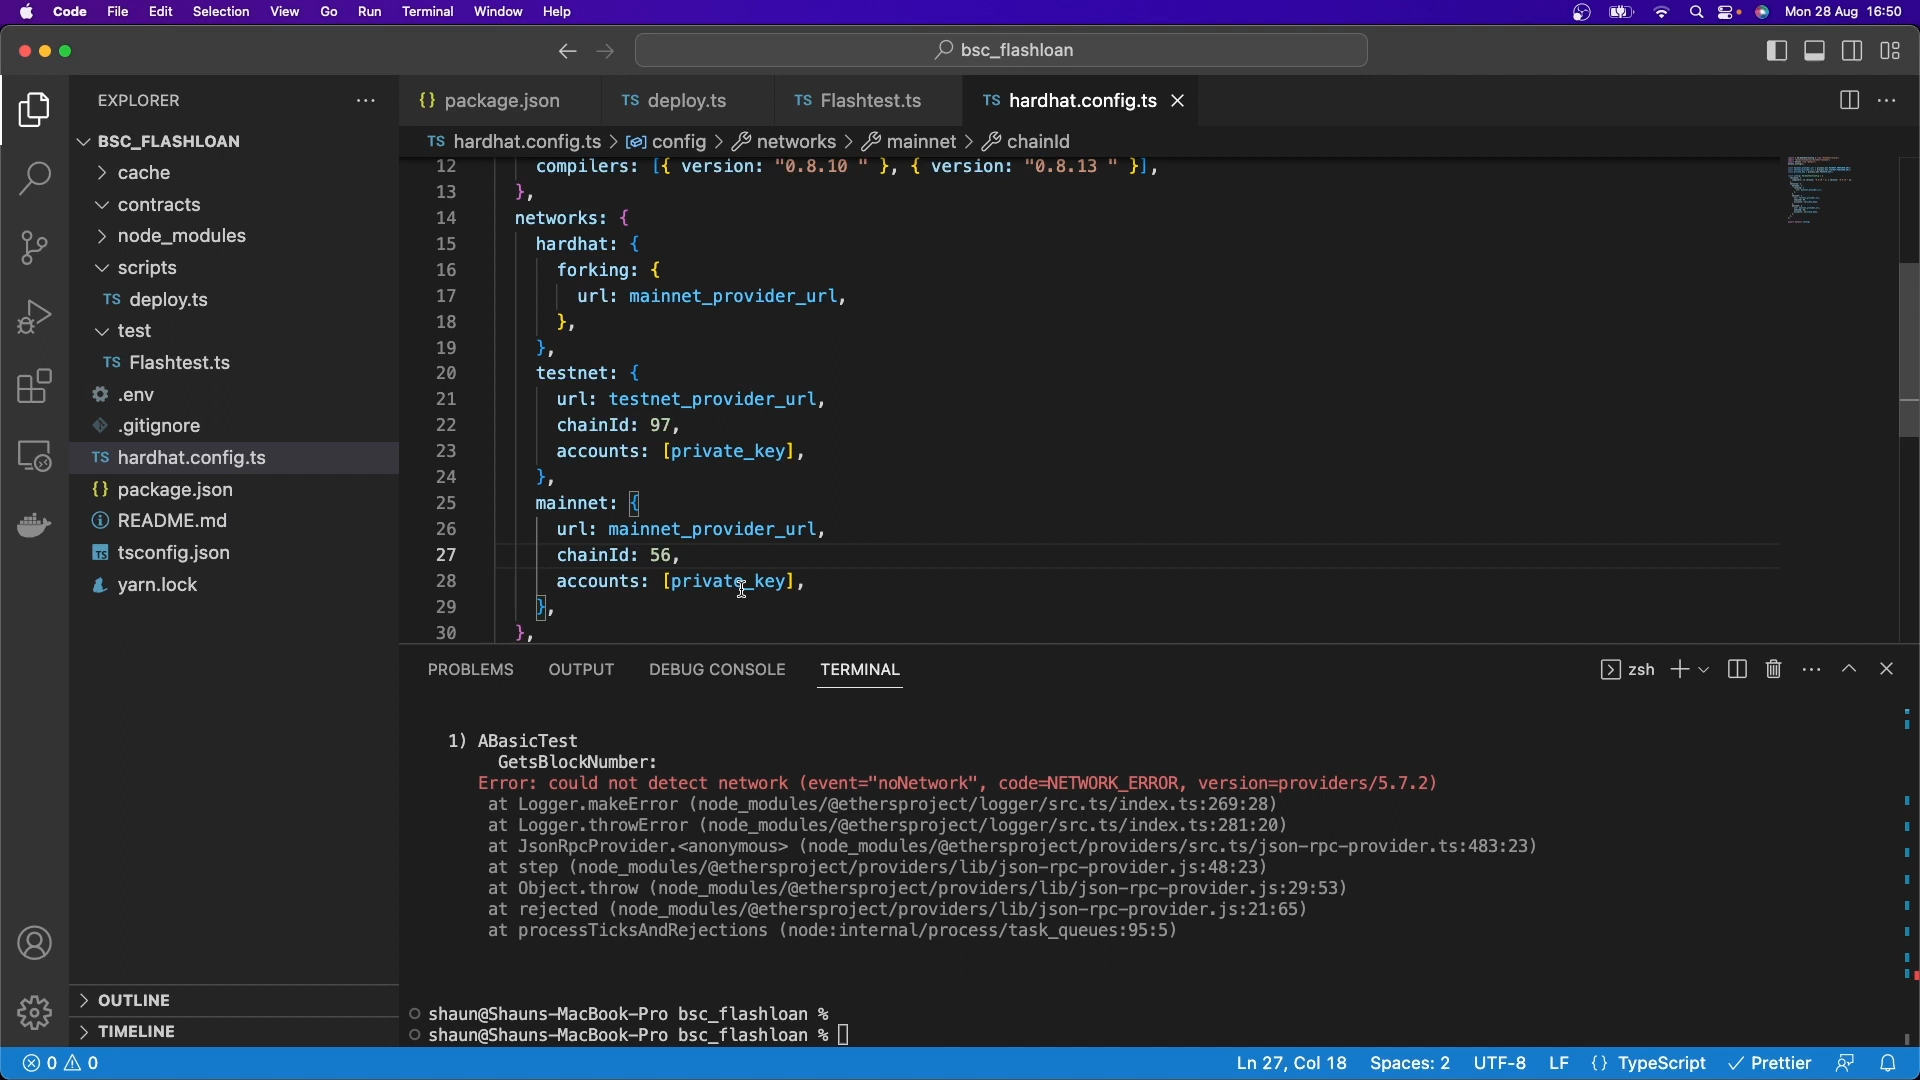 Code File Edit Selection View Go Run Terminal Window Help Mon 28 Aug 16:50
bsc_flashloan
EXPLORER
BSC_FLASHLOAN
cache
contracts
node_modules
scripts
TS deploy.ts
test
TS Flashtest.ts
.env
.gitignore
TS hardhat.config.ts
{} package.json
README.md
TS tsconfig.json
yarn.lock
OUTLINE
TIMELINE
{} package.json TS deploy.ts TS Flashtest.ts TS hardhat.config.ts
TS hardhat.config.ts > config > networks > mainnet > chainId
12 compilers: [{ version: "0.8.10 " }, { version: "0.8.13 " }],
13 },
14 networks: {
15 hardhat: {
16 forking: {
17 url: mainnet_provider_url,
18 },
19 },
20 testnet: {
21 url: testnet_provider_url,
22 chainId: 97,
23 accounts: [private_key],
24 },
25 mainnet: {
26 url: mainnet_provider_url,
27 chainId: 56,
28 accounts: [private_key],
29 },
30 },
PROBLEMS OUTPUT DEBUG CONSOLE TERMINAL zsh
1) ABasicTest
GetsBlockNumber:
Error: could not detect network (event="noNetwork", code=NETWORK_ERROR, version=providers/5.7.2)
at Logger.makeError (node_modules/@ethersproject/logger/src.ts/index.ts:269:28)
at Logger.throwError (node_modules/@ethersproject/logger/src.ts/index.ts:281:20)
at JsonRpcProvider.<anonymous> (node_modules/@ethersproject/providers/src.ts/json-rpc-provider.ts:483:23)
at step (node_modules/@ethersproject/providers/lib/json-rpc-provider.js:48:23)
at Object.throw (node_modules/@ethersproject/providers/lib/json-rpc-provider.js:29:53)
at rejected (node_modules/@ethersproject/providers/lib/json-rpc-provider.js:21:65)
at processTicksAndRejections (node:internal/process/task_queues:95:5)
shaun@Shauns-MacBook-Pro bsc_flashloan %
shaun@Shauns-MacBook-Pro bsc_flashloan %
0 0 Ln 27, Col 18 Spaces: 2 UTF-8 LF {} TypeScript Prettier